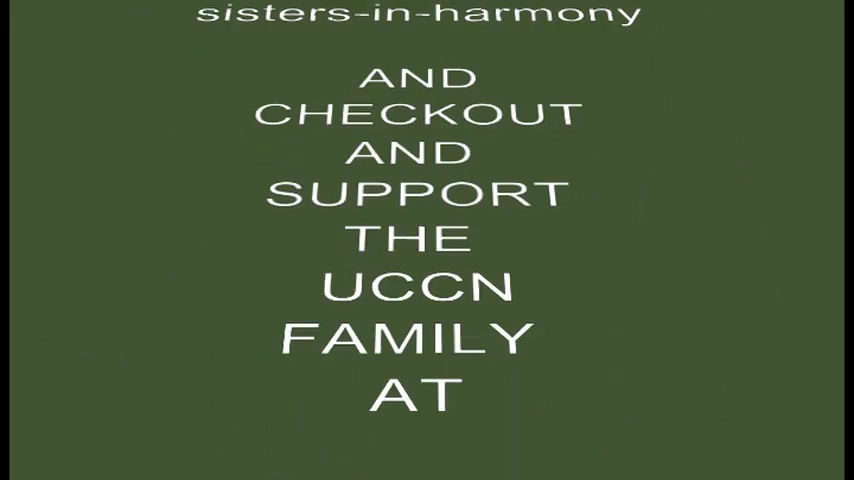 sisters-in-harmony
AND
CHECKOUT
AND
SUPPORT
THE
UCCN
FAMILY
AT